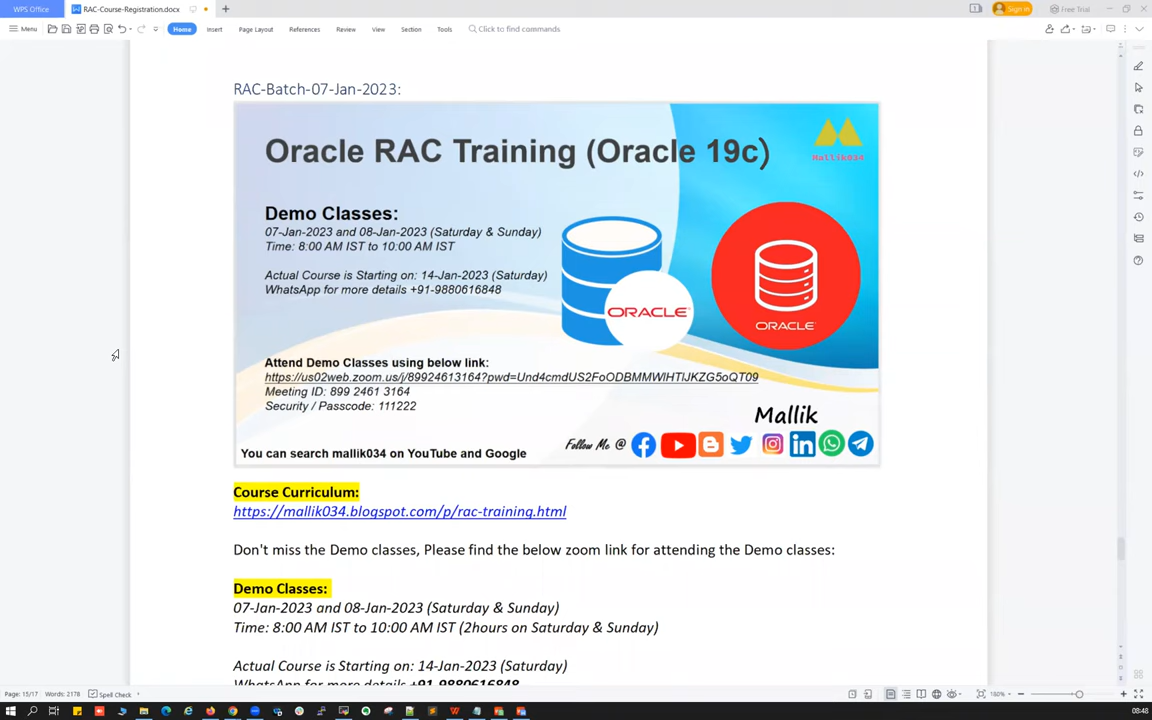 WPS Office
RAC-Course-Registration.docx
Sign in
Free Trial
Menu
Home
Insert
Page Layout
References
Review
View
Section
Tools
Click to find commands
RAC-Batch-07-Jan-2023:
Oracle RAC Training (Oracle 19c)
Mallik034
Demo Classes:
07-Jan-2023 and 08-Jan-2023 (Saturday & Sunday)
Time: 8:00 AM IST to 10:00 AM IST
Actual Course is Starting on: 14-Jan-2023 (Saturday)
WhatsApp for more details +91-9880616848
ORACLE
ORACLE
Attend Demo Classes using below link:
https://us02web.zoom.us/j/89924613164?pwd=Und4cmdUS2FoODBMMWlHTlJKZG5oQT09
Meeting ID: 899 2461 3164
Security / Passcode: 111222
Mallik
Follow Me @
You can search mallik034 on YouTube and Google
Course Curriculum:
https://mallik034.blogspot.com/p/rac-training.html
Don't miss the Demo classes, Please find the below zoom link for attending the Demo classes:
Demo Classes:
07-Jan-2023 and 08-Jan-2023 (Saturday & Sunday)
Time: 8:00 AM IST to 10:00 AM IST (2hours on Saturday & Sunday)
Actual Course is Starting on: 14-Jan-2023 (Saturday)
WhatsApp for more details +91-9880616848
Page: 15/17
Words: 2178
Spell Check
180%
08:48